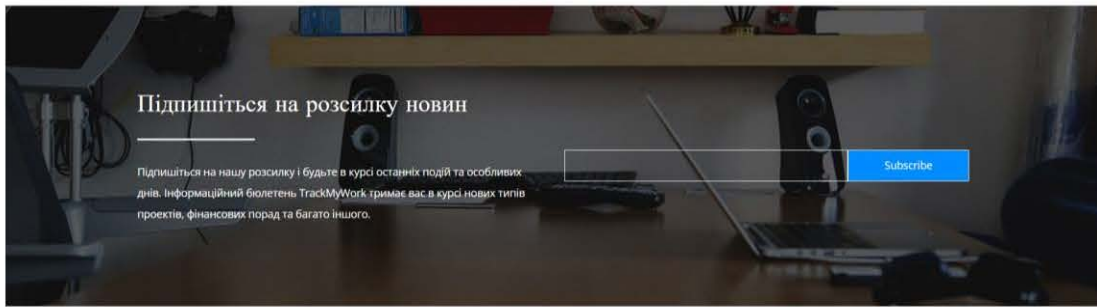 Підпишіться на розсилку новин
Підпишіться на нашу розсилку і будьте в курсі останніх подій та особливих
днів. Інформаційний бюлетень TrackMyWork тримає вас в курсі нових типів
проектів, фінансових порад та багато іншого.
Subscribe